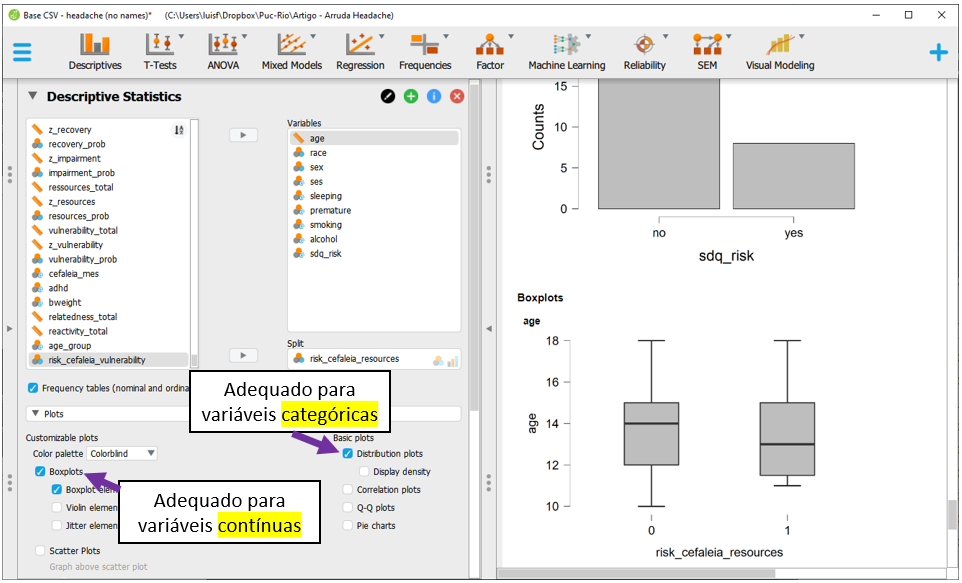 Base CSV - headache (no names)* (C:\Users\luisf\Dropbox\Puc-Rio\Artigo - Arruda Headache)
Descriptives
T-Tests
ANOVA
Mixed Models
Regression
Frequencies
Factor
Machine Learning
Reliability
SEM
Visual Modeling
Descriptive Statistics
z_recovery
recovery_prob
z_impairment
impairment_prob
ressources_total
z_resources
resources_prob
vulnerability_total
z_vulnerability
vulnerability_prob
cefaleia_mes
adhd
bweight
relatedness_total
reactivity_total
age_group
risk_cefaleia_vulnerability
Variables
age
race
sex
ses
sleeping
premature
smoking
alcohol
sdq_risk
Split
risk_cefaleia_resources
Frequency tables (nominal and ordina
Adequado para
variáveis categóricas
Plots
Customizable plots
Color palette Colorblind
Boxplots
Boxplot elem
Violin elemen
Jitter elemen
Scatter Plots
Graph above scatter plot
Adequado para
variáveis contínuas
Basic plots
Distribution plots
Display density
Correlation plots
Q-Q plots
Pie charts
Counts
15
10
5
0
no yes
sdq_risk
Boxplots
age
age
18
16
14
12
10
0 1
risk_cefaleia_resources